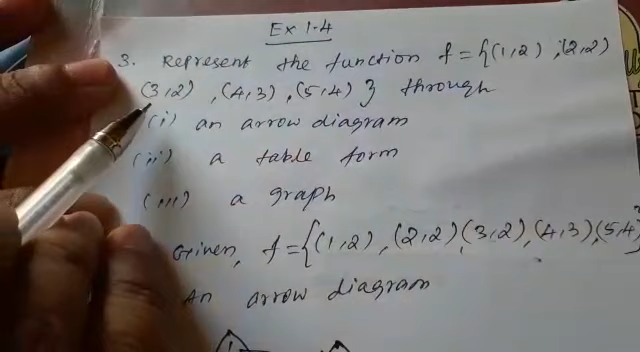 Ex 1.4
3. Represent the function f = {(1,2), (2,2)
(3,2), (4,3), (5,4)} through
(i) an arrow diagram
(ii) a table form
(iii) a graph
Given, f = {(1,2), (2,2) (3,2), (4,3), (5,4)
An arrow diagram